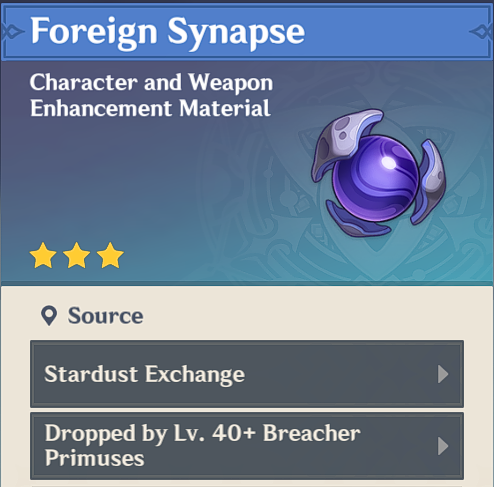 Foreign Synapse
Character and Weapon
Enhancement Material
Source
Stardust Exchange
Dropped by Lv. 40+ Breacher
Primuses